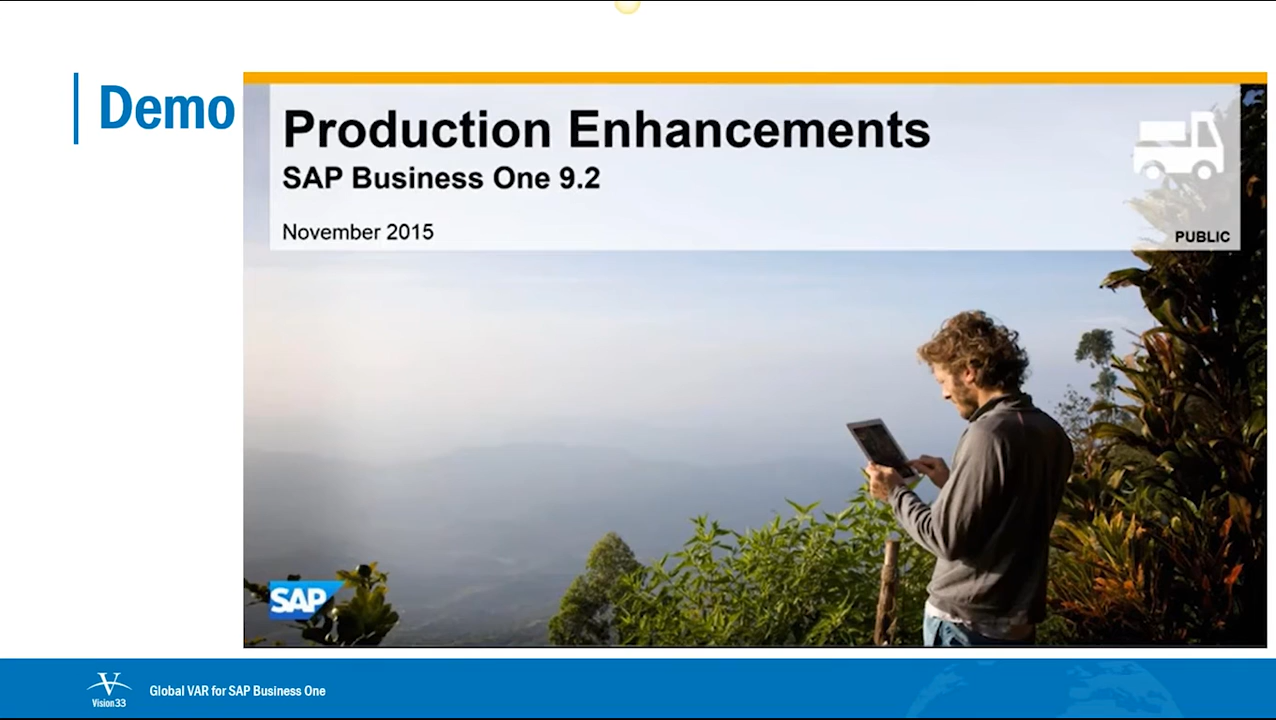 Demo
Production Enhancements
SAP Business One 9.2
November 2015
PUBLIC
SAP
Vision33
Global VAR for SAP Business One